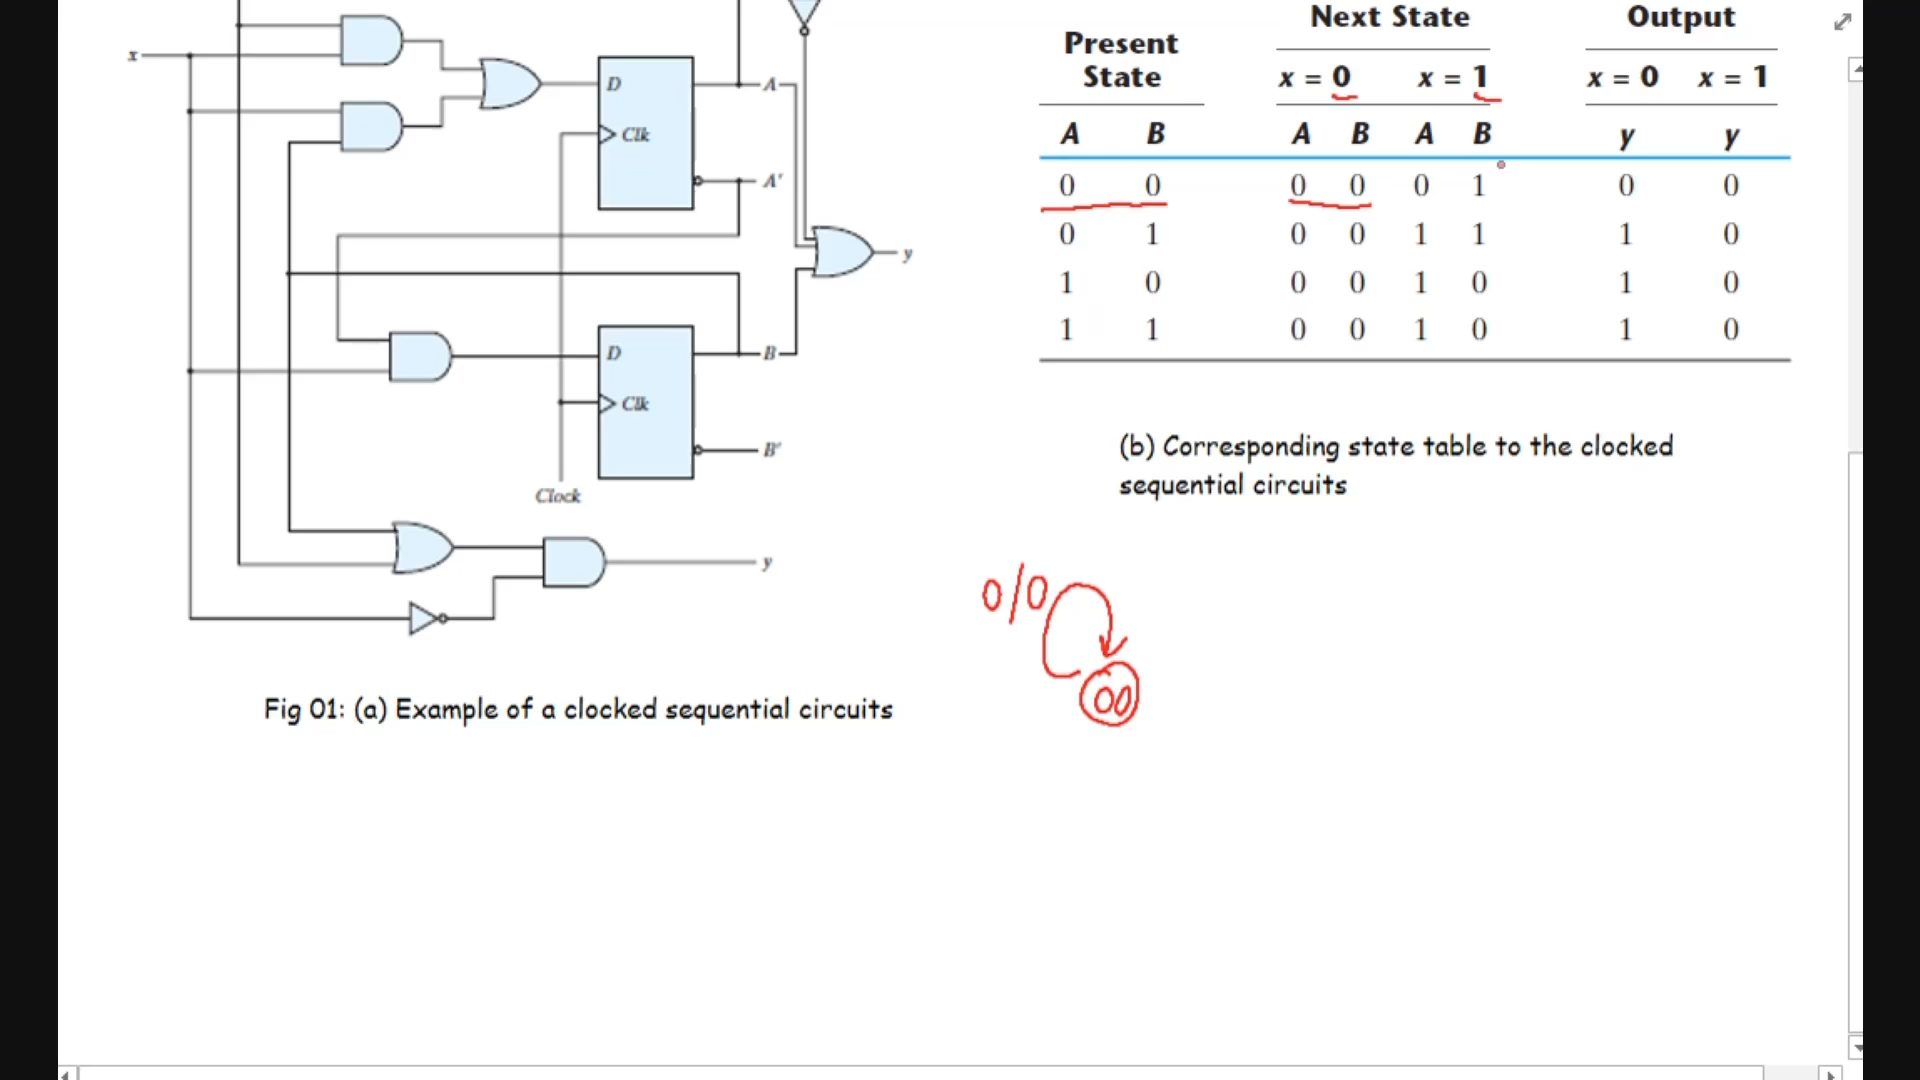 x
D
Clk
A
A'
D
Clk
B
B'
Clock
y
y
Fig 01: (a) Example of a clocked sequential circuits
Present State
Next State
Output
x = 0 x = 1 x = 0 x = 1
A B A B A B y y
0 0 0 0 0 1 0 0
0 1 0 0 1 1 1 0
1 0 0 0 1 0 1 0
1 1 0 0 1 0 1 0
(b) Corresponding state table to the clocked
sequential circuits
0/0
00